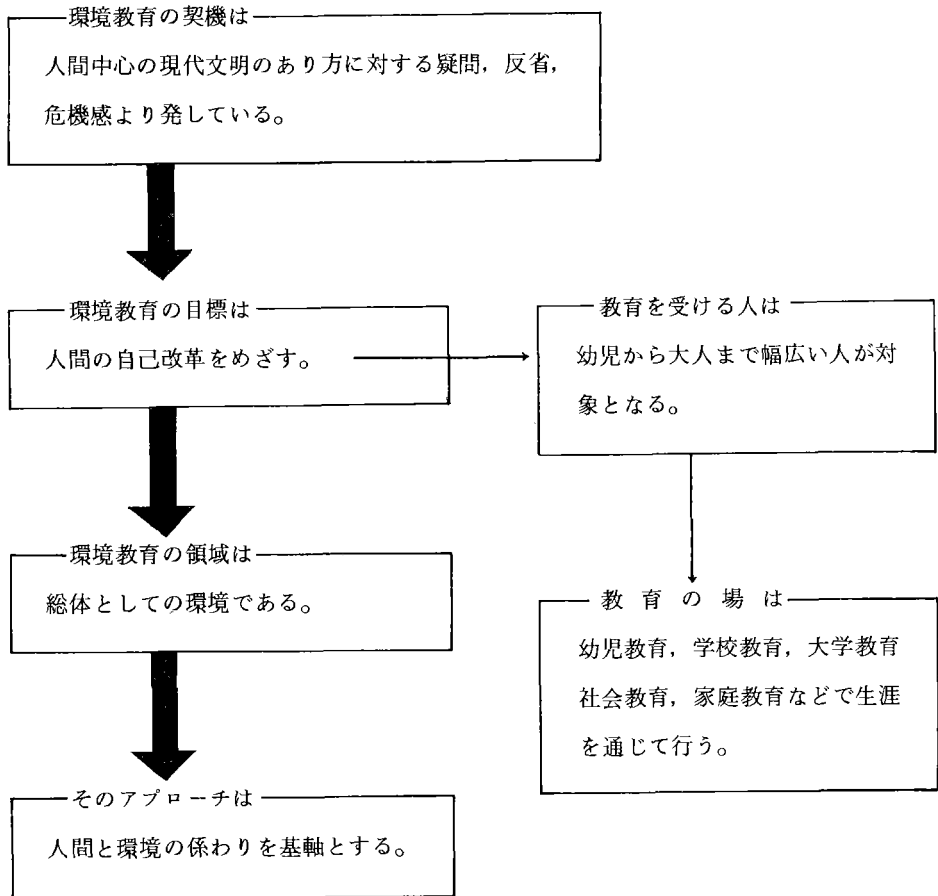 環境教育の契機は
人間中心の現代文明のあり方に対する疑問，反省，
危機感より発している。
環境教育の目標は
人間の自己改革をめざす。
教育を受ける人は
幼児から大人まで幅広い人が対
象となる。
環境教育の領域は
総体としての環境である。
教育の場は
幼児教育，学校教育，大学教育
社会教育，家庭教育などで生涯
を通じて行う。
そのアプローチは
人間と環境の係わりを基軸とする。